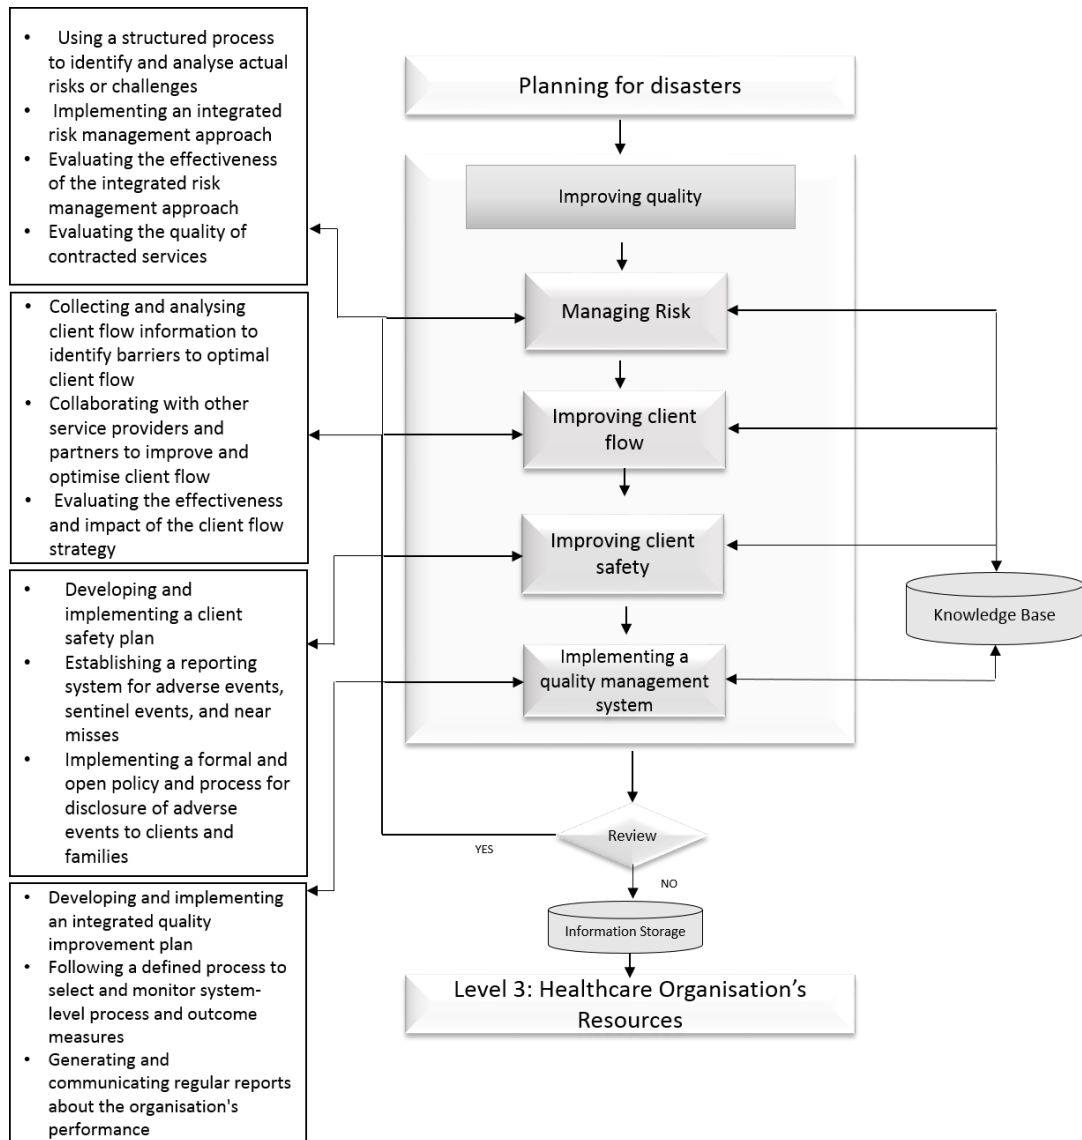 • Using a structured process
to identify and analyse actual
risks or challenges
• Implementing an integrated
risk management approach
• Evaluating the effectiveness
of the integrated risk
management approach
• Evaluating the quality of
contracted services
• Collecting and analysing
client flow information to
identify barriers to optimal
client flow
• Collaborating with other
service providers and
partners to improve and
optimise client flow
• Evaluating the effectiveness
and impact of the client flow
strategy
• Developing and
implementing a client
safety plan
• Establishing a reporting
system for adverse events,
sentinel events, and near
misses
• Implementing a formal and
open policy and process for
disclosure of adverse
events to clients and
families
• Developing and implementing
an integrated quality
improvement plan
• Following a defined process to
select and monitor system-
level process and outcome
measures
• Generating and
communicating regular reports
about the organisation's
performance
Planning for disasters
Improving quality
Managing Risk
Improving client
flow
Improving client
safety
Implementing a
quality management
system
Knowledge Base
Review
YES
NO
Information Storage
Level 3: Healthcare Organisation’s
Resources